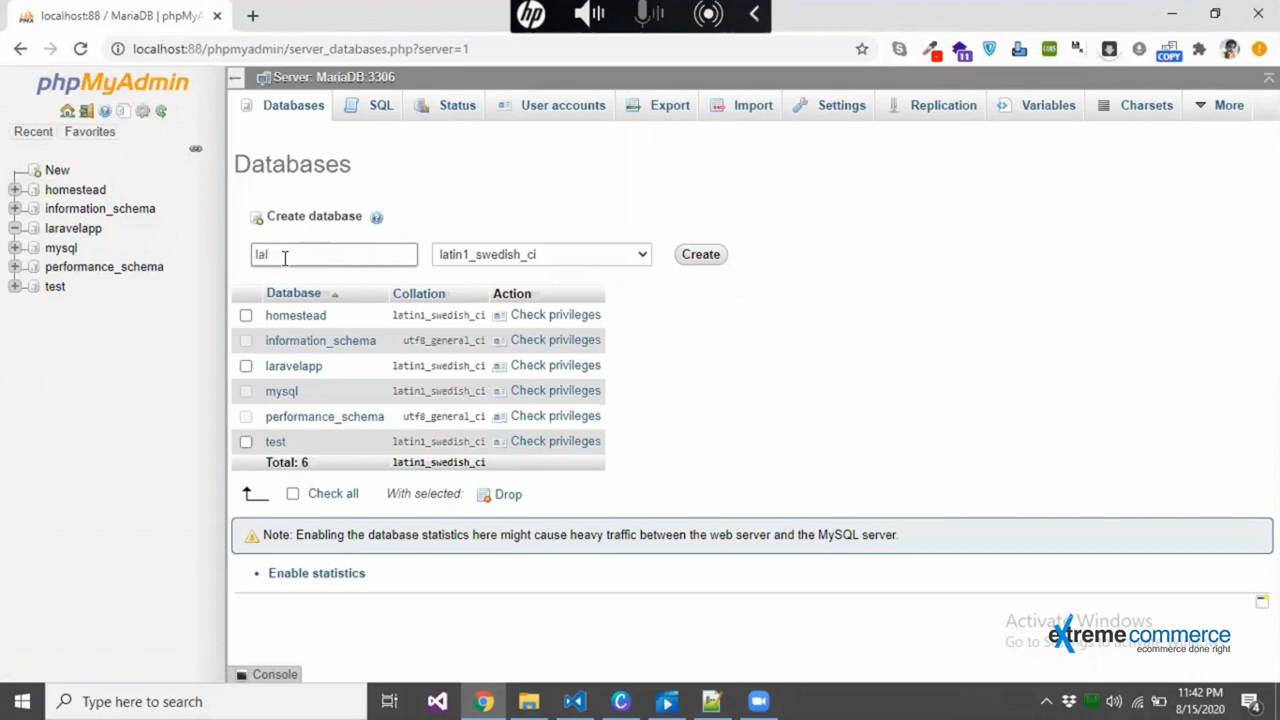 localhost:88 / MariaDB | phpMyA
localhost:88/phpmyadmin/server_databases.php?server=1
11
COPY
phpMyAdmin
Recent Favorites
New
homestead
information_schema
laravelapp
mysql
performance_schema
test
Server: MariaDB:3306
Databases SQL Status User accounts Export Import Settings Replication Variables Charsets More
Databases
Create database
lal latin1_swedish_ci Create
Database Collation Action
homestead latin1_swedish_ci Check privileges
information_schema utf8_general_ci Check privileges
laravelapp latin1_swedish_ci Check privileges
mysql latin1_swedish_ci Check privileges
performance_schema utf8_general_ci Check privileges
test latin1_swedish_ci Check privileges
Total: 6 latin1_swedish_ci
Check all With selected: Drop
Note: Enabling the database statistics here might cause heavy traffic between the web server and the MySQL server.
• Enable statistics
Activate Windows
Go to
extreme commerce
ecommerce done right
Console
Type here to search
11:42 PM
8/15/2020
4